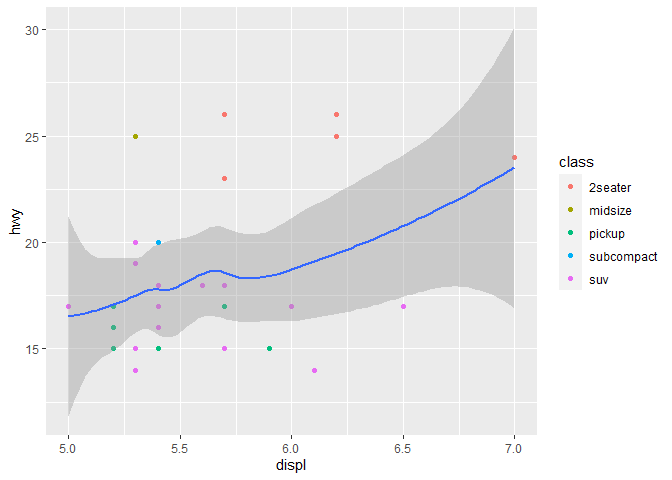 30
25
20
15
hwy
5.0
5.5
6.0
6.5
7.0
displ
class
2seater
midsize
pickup
subcompact
suv